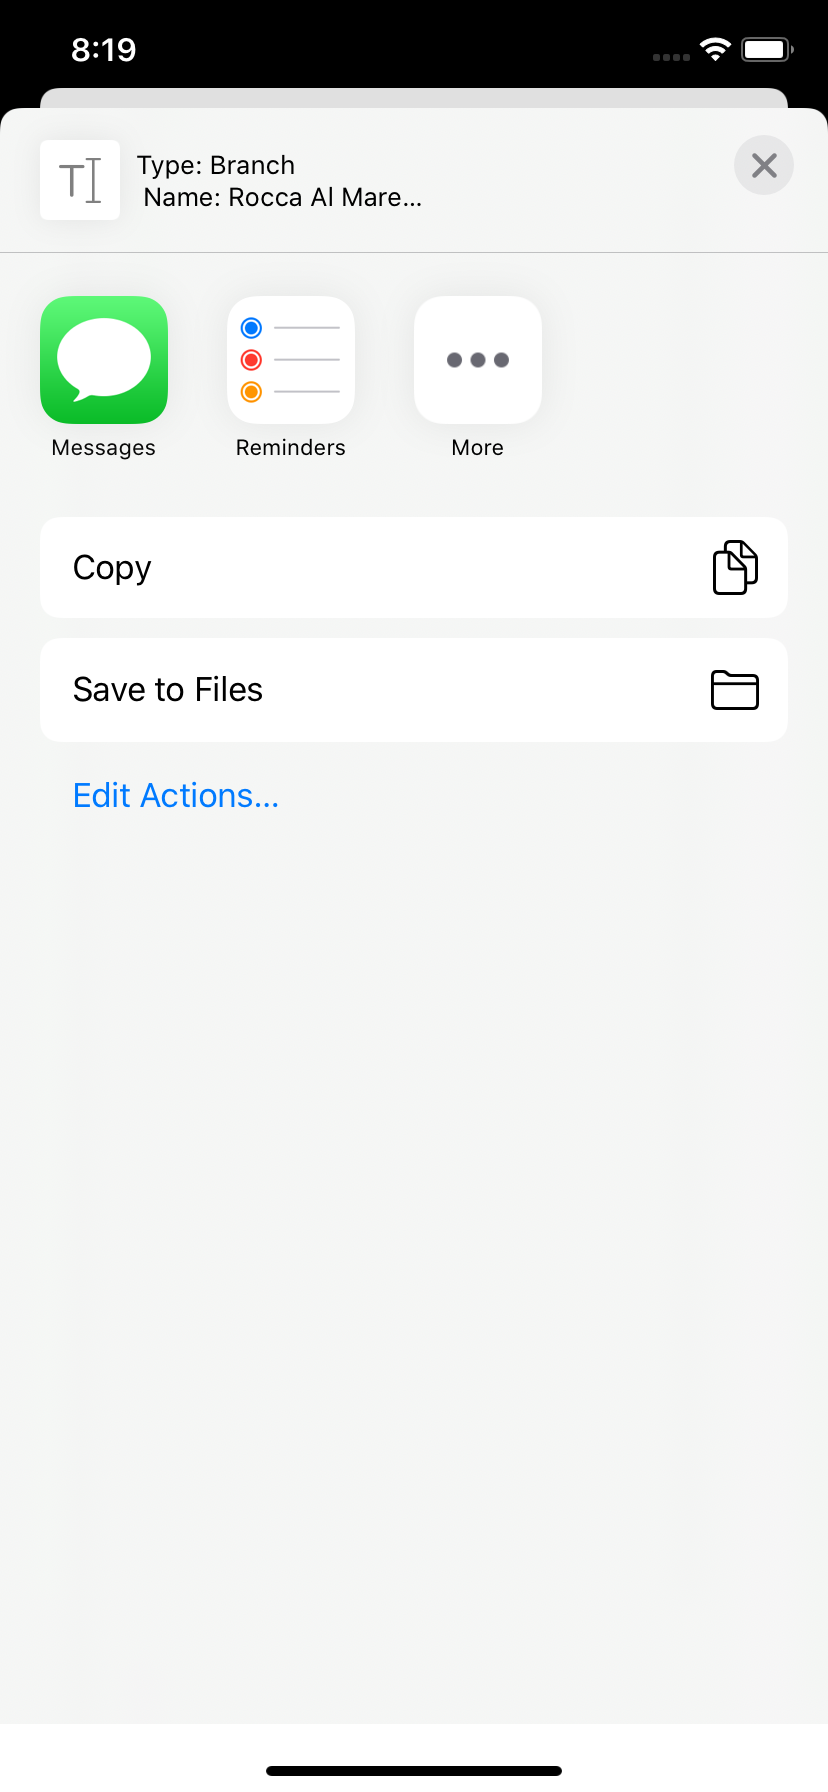 8:19
Type: Branch
Name: Rocca Al Mare...
Messages
Reminders
More
Copy
Save to Files
Edit Actions...